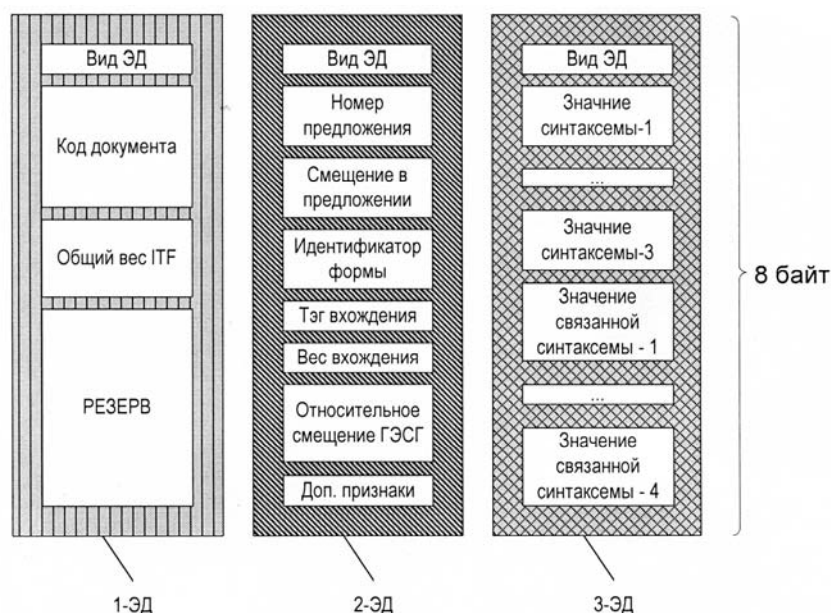 Вид ЭД
Код документа
Общий вес ITF
РЕЗЕРВ
1-ЭД
Вид ЭД
Номер
предложения
Смещение в
предложении
Идентификатор
формы
Тэг вхождения
Вес вхождения
Относительное
смещение ГЭСГ
Доп. признаки
2-ЭД
Вид ЭД
Значние
синтаксемы-1
...
Значние
синтаксемы-3
Значение
связанной
синтаксемы - 1
...
Значение
связанной
синтаксемы - 4
3-ЭД
8 байт